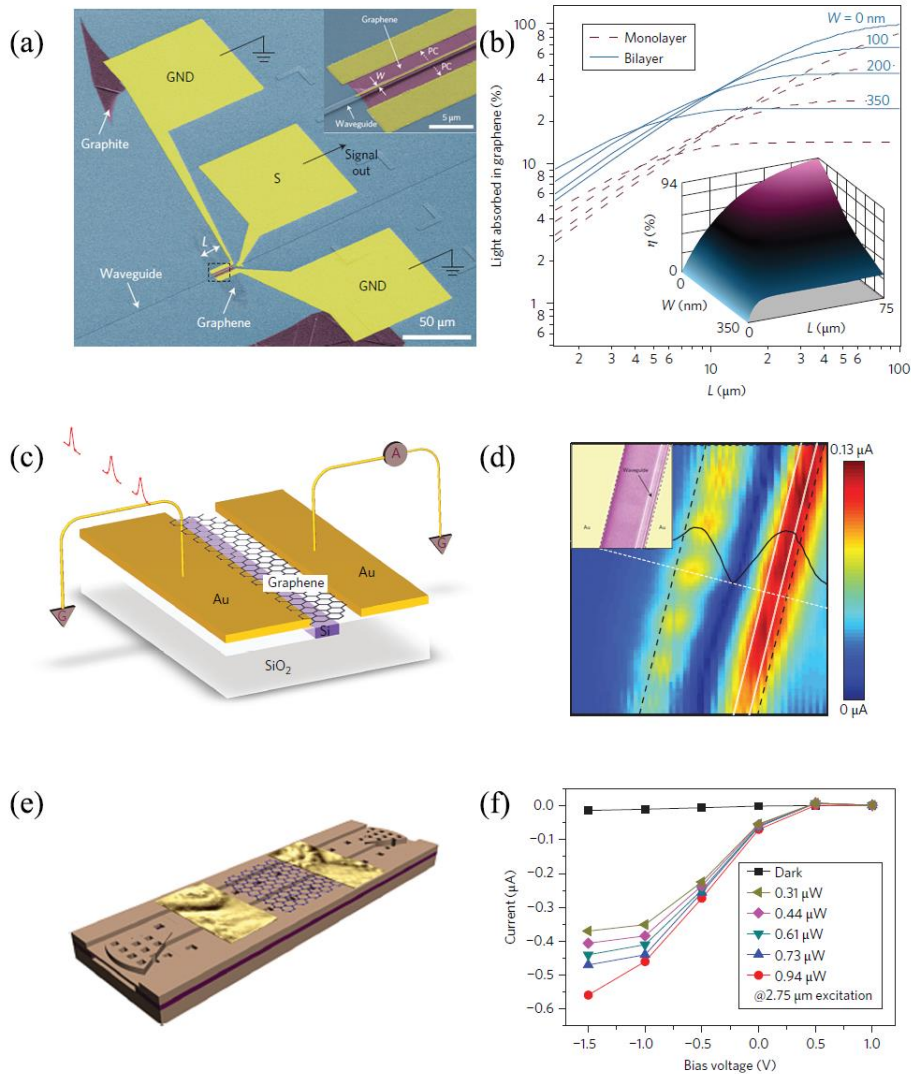 (a)
GND
Graphite
S
Signal
out
L
Waveguide
Graphene
GND
50 µm
Graphene
PC
W
PC
Waveguide
5 µm
(b)
Light absorbed in graphene (%)
100
8
6
4
2
10
8
6
4
2
1
8
6
4
Monolayer
Bilayer
W = 0 nm
100
200
350
94
η (%)
0
0
W (nm)
350
0
L (µm)
75
2 3 4 5 6 10 2 3 4 5 6 100
L (µm)
(c)
A
G
Graphene
Au
Au
G
Si
SiO2
(d)
Waveguide
Au
Au
0.13 µA
0 µA
(e)
(f)
Current (µA)
0.0
−0.1
−0.2
−0.3
−0.4
−0.5
−0.6
Dark
0.31 µW
0.44 µW
0.61 µW
0.73 µW
0.94 µW
@2.75 µm excitation
−1.5 −1.0 −0.5 0.0 0.5 1.0
Bias voltage (V)